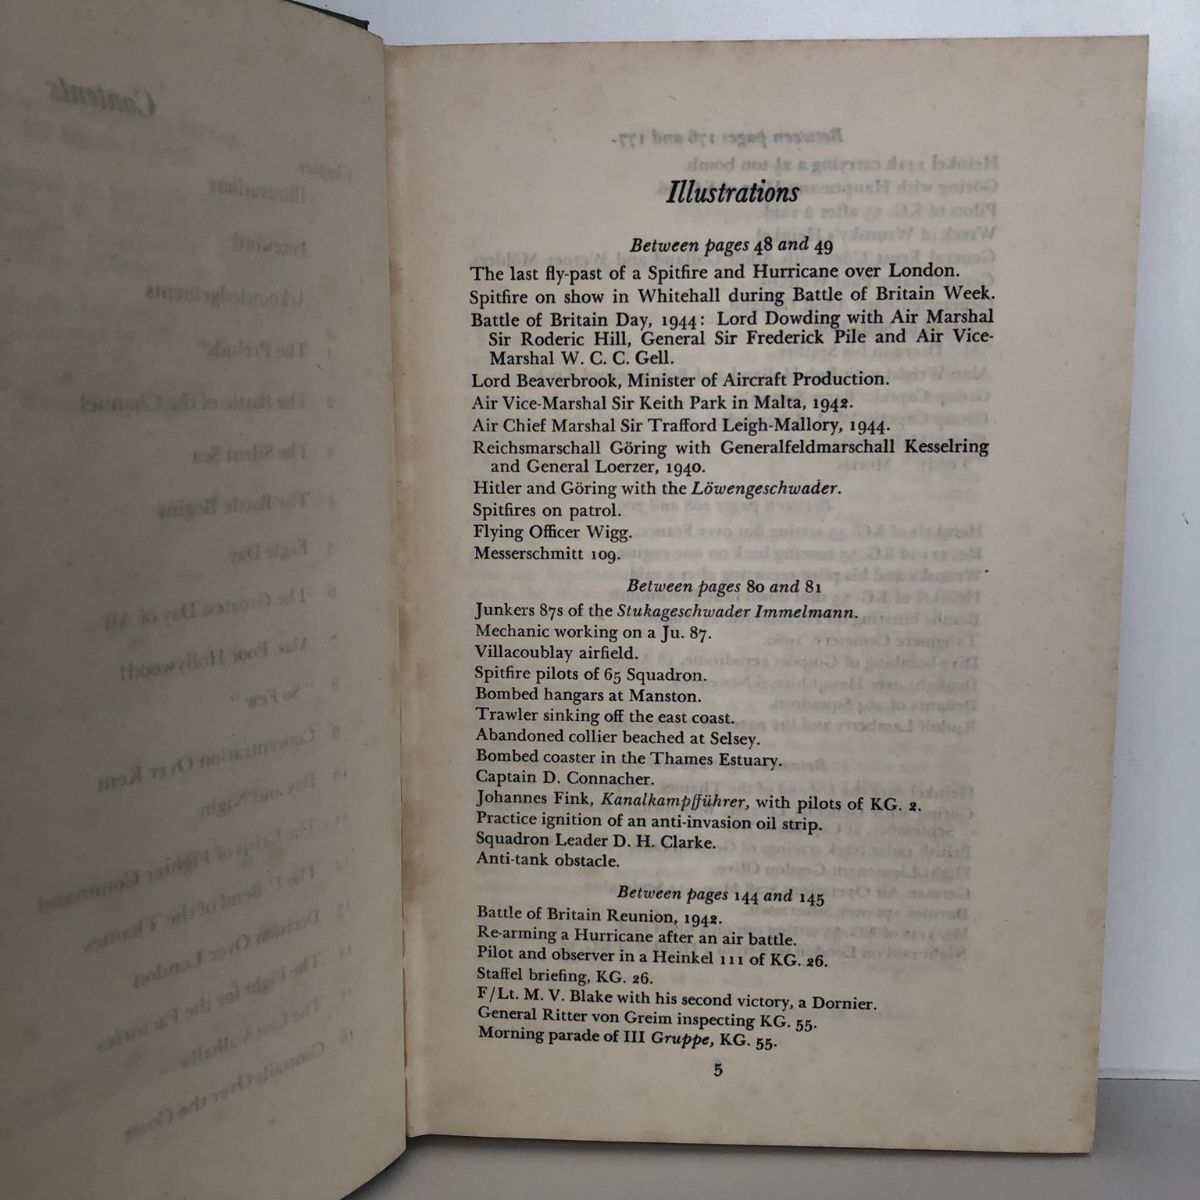 Illustrations
Between pages 48 and 49
The last fly-past of a Spitfire and Hurricane over London.
Spitfire on show in Whitehall during Battle of Britain Week.
Battle of Britain Day, 1944: Lord Dowding with Air Marshal
Sir Roderic Hill, General Sir Frederick Pile and Air Vice-
Marshal W. C. C. Gell.
Lord Beaverbrook, Minister of Aircraft Production.
Air Vice-Marshal Sir Keith Park in Malta, 1942.
Air Chief Marshal Sir Trafford Leigh-Mallory, 1944.
Reichsmarschall Göring with Generalfeldmarschall Kesselring
and General Loerzer, 1940.
Hitler and Göring with the Löwengeschwader.
Spitfires on patrol.
Flying Officer Wigg.
Messerschmitt 109.
Between pages 80 and 81
Junkers 87s of the Stukageschwader Immelmann.
Mechanic working on a Ju. 87.
Villacoublay airfield.
Spitfire pilots of 65 Squadron.
Bombed hangars at Manston.
Trawler sinking off the east coast.
Abandoned collier beached at Selsey.
Bombed coaster in the Thames Estuary.
Captain D. Connacher.
Johannes Fink, Kanalkampfführer, with pilots of KG. 2.
Practice ignition of an anti-invasion oil strip.
Squadron Leader D. H. Clarke.
Anti-tank obstacle.
Between pages 144 and 145
Battle of Britain Reunion, 1942.
Re-arming a Hurricane after an air battle.
Pilot and observer in a Heinkel 111 of KG. 26.
Staffel briefing, KG. 26.
F/Lt. M. V. Blake with his second victory, a Dornier.
General Ritter von Greim inspecting KG. 55.
Morning parade of III Gruppe, KG. 55.
5